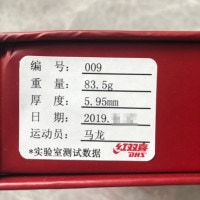 编 号： 009
重 量： 83.5g
厚 度： 5.95mm
日 期： 2019.
运动员： 马龙
*实验室测试数据
红双喜
DHS